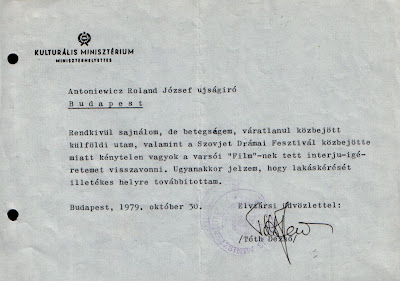 KULTURÁLIS MINISZTÉRIUM
MINISZTERHELYETTES
Antoniewicz Roland József ujságiró
Budapest
Rendkivül sajnálom, de betegségem, váratlanul közbejött
külföldi utam, valamint a Szovjet Drámai Fesztivál közbejötte
miatt kénytelen vagyok a varsói "Film"-nek tett interju-igé-
retemet visszavonni. Ugyanakkor jelzem, hogy lakáskérését
illetékes helyre továbbitottam.
Budapest, 1979. október 30. Elvtársi üdvözlettel:
/Tóth Dezső/